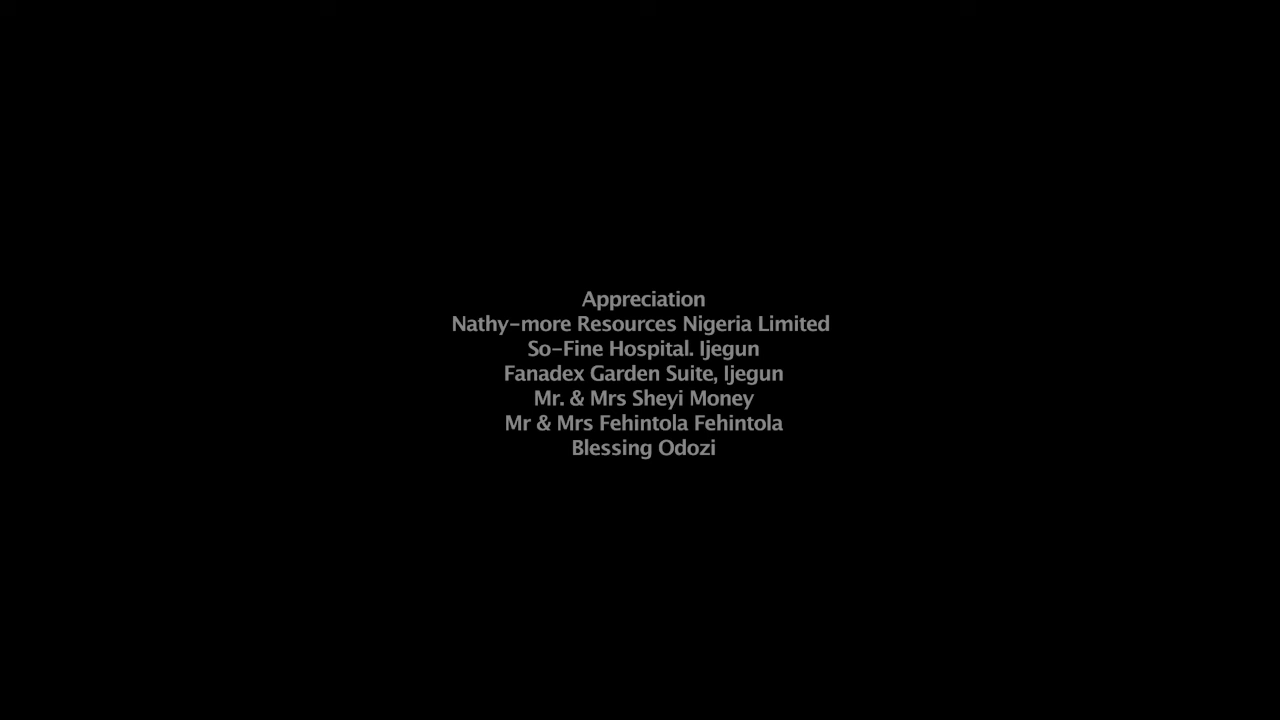 Appreciation
Nathy-more Resources Nigeria Limited
So-Fine Hospital. Ijegun
Fanadex Garden Suite, Ijegun
Mr. & Mrs Sheyi Money
Mr & Mrs Fehintola Fehintola
Blessing Odozi